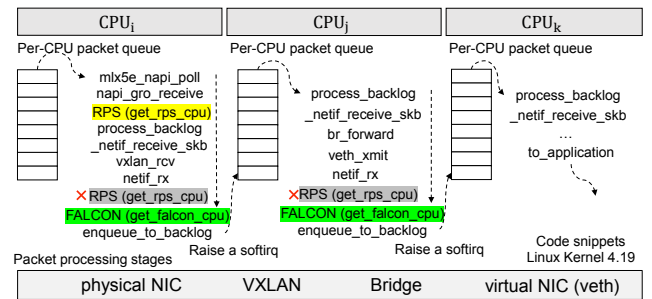 CPUi
CPUj
CPUk
Per-CPU packet queue
Per-CPU packet queue
Per-CPU packet queue
mlx5e_napi_poll
napi_gro_receive
RPS (get_rps_cpu)
process_backlog
_netif_receive_skb
vxlan_rcv
netif_rx
×RPS (get_rps_cpu)
FALCON (get_falcon_cpu)
enqueue_to_backlog
Raise a softirq
process_backlog
_netif_receive_skb
br_forward
veth_xmit
netif_rx
×RPS (get_rps_cpu)
FALCON (get_falcon_cpu)
enqueue_to_backlog
Raise a softirq
process_backlog
_netif_receive_skb
...
to_application
Code snippets
Linux Kernel 4.19
Packet processing stages
physical NIC VXLAN Bridge virtual NIC (veth)